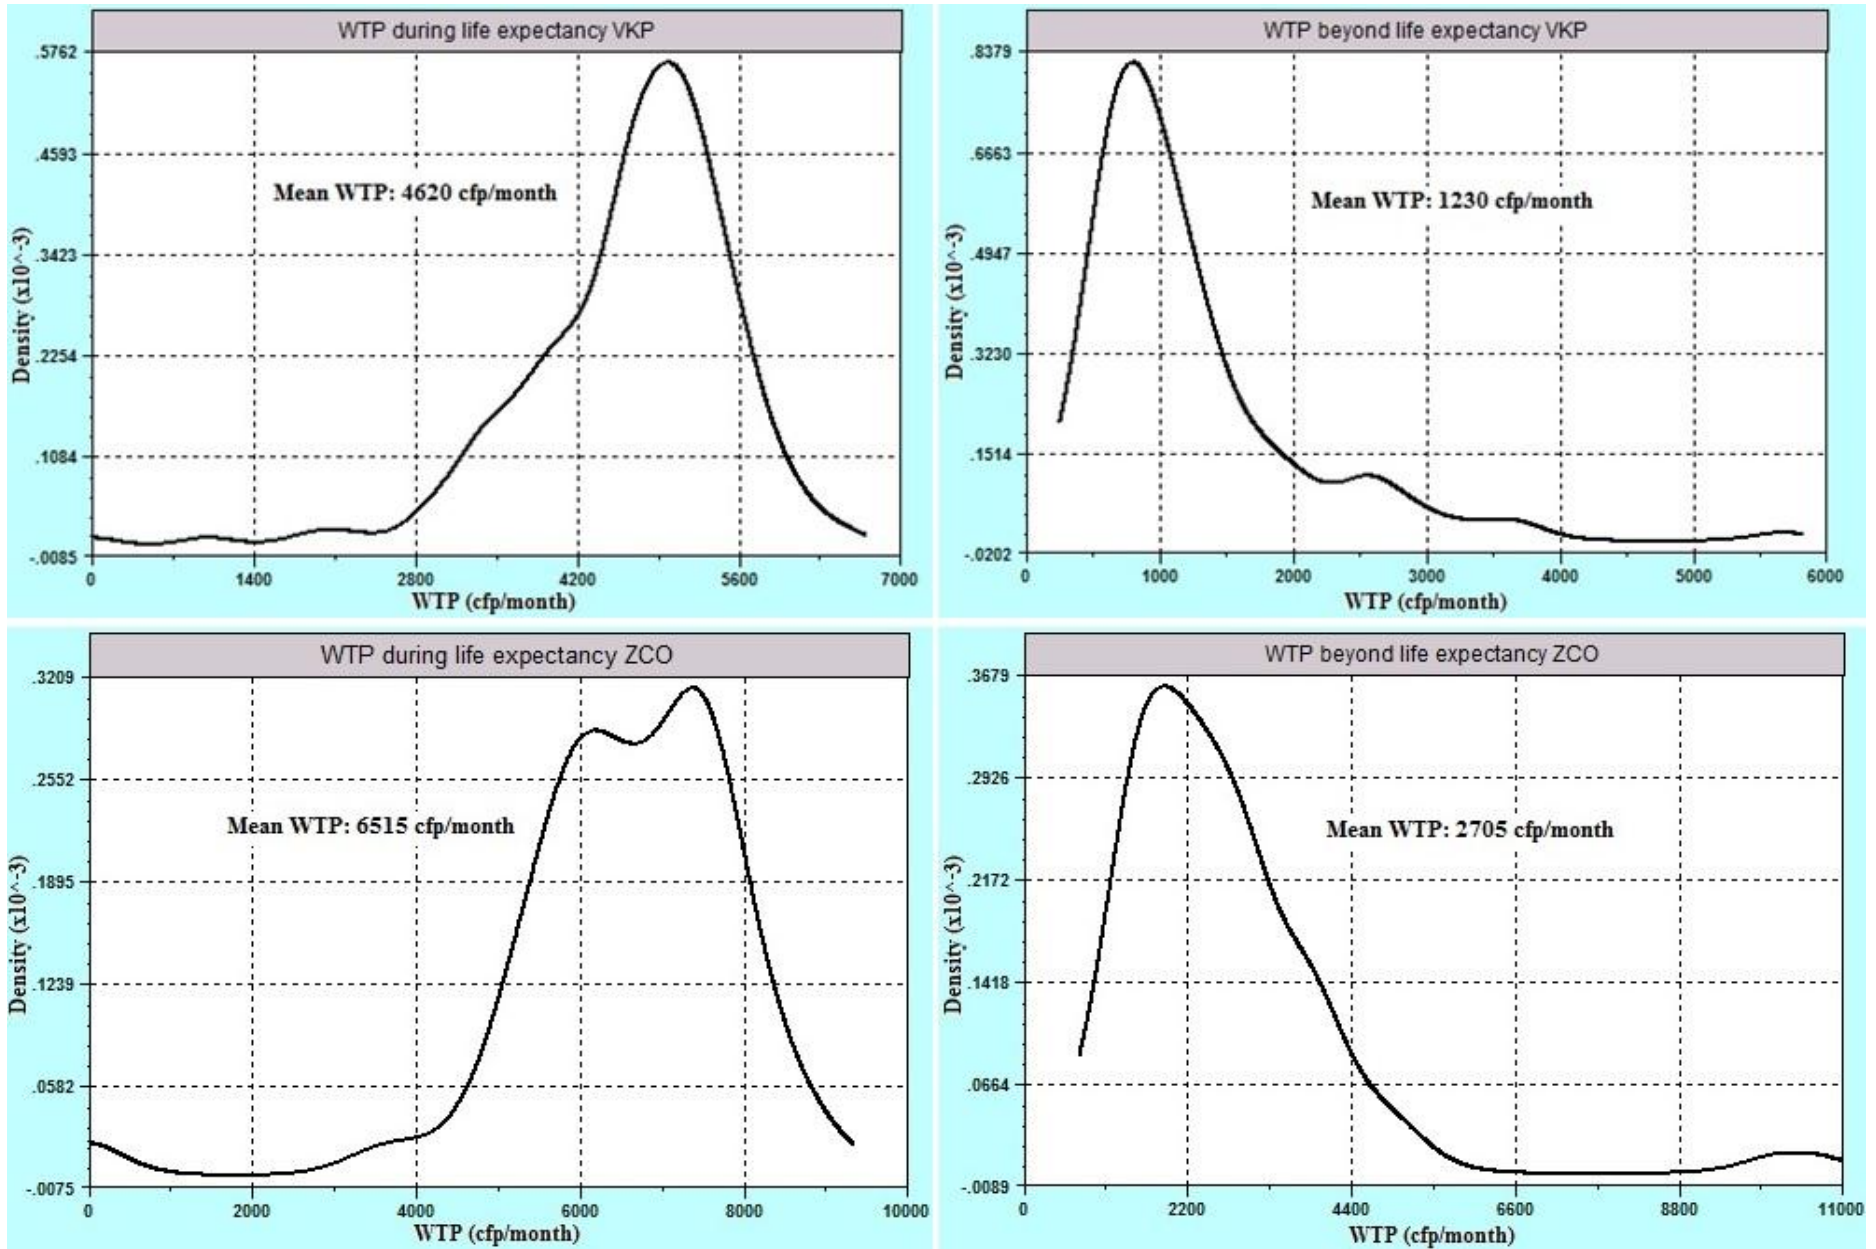 WTP during life expectancy VKP
.5762
.4593
.3423
.2254
.1084
-.0085
Density (x10^-3)
Mean WTP: 4620 cfp/month
0 1400 2800 4200 5600 7000
WTP (cfp/month)
WTP beyond life expectancy VKP
.8379
.6663
.4947
.3230
.1514
-.0202
Density (x10^-3)
Mean WTP: 1230 cfp/month
0 1000 2000 3000 4000 5000 6000
WTP (cfp/month)
WTP during life expectancy ZCO
.3209
.2552
.1895
.1239
.0582
-.0075
Density (x10^-3)
Mean WTP: 6515 cfp/month
0 2000 4000 6000 8000 10000
WTP (cfp/month)
WTP beyond life expectancy ZCO
.3679
.2926
.2172
.1418
.0664
-.0089
Density (x10^-3)
Mean WTP: 2705 cfp/month
0 2200 4400 6600 8800 11000
WTP (cfp/month)